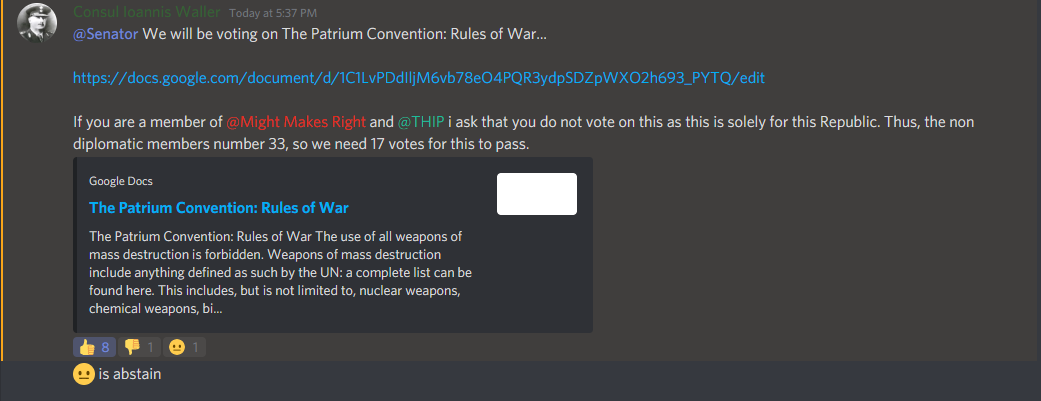 Consul Ioannis Waller Today at 5:37 PM
@Senator We will be voting on The Patrium Convention: Rules of War...
https://docs.google.com/document/d/1C1LvPDdIljM6vb78eO4PQR3ydpSDZpWXO2h693_PYTQ/edit
If you are a member of @Might Makes Right and @THIP i ask that you do not vote on this as this is solely for this Republic. Thus, the non
diplomatic members number 33, so we need 17 votes for this to pass.
Google Docs
The Patrium Convention: Rules of War
The Patrium Convention: Rules of War The use of all weapons of
mass destruction is forbidden. Weapons of mass destruction
include anything defined as such by the UN: a complete list can be
found here. This includes, but is not limited to, nuclear weapons,
chemical weapons, bi...
👍 8 👎 1 😐 1
😐 is abstain